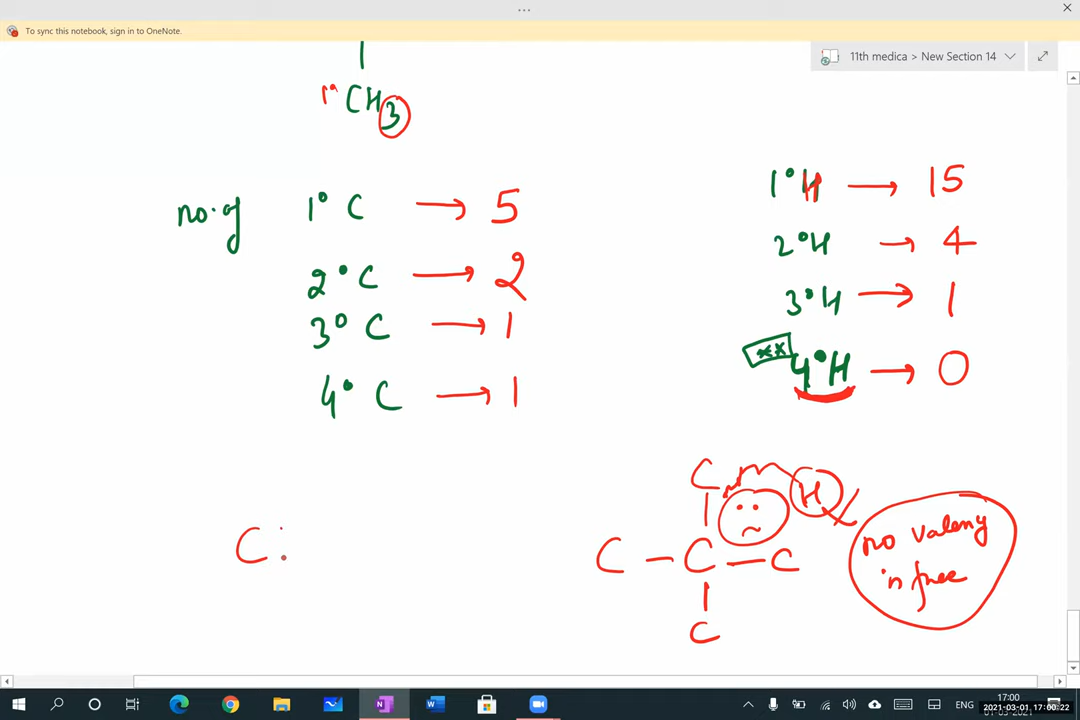 ...
To sync this notebook, sign in to OneNote.
11th medica > New Section 14
1° CH3
no. of 1° C → 5
2° C → 2
3° C → 1
4° C → 1
1°H → 15
2°H → 4
3°H → 1
** 4°H → 0
C H
C - C - C
C
no valeny
in free
C :
ENG
17:00
2021-03-01 17:00:22